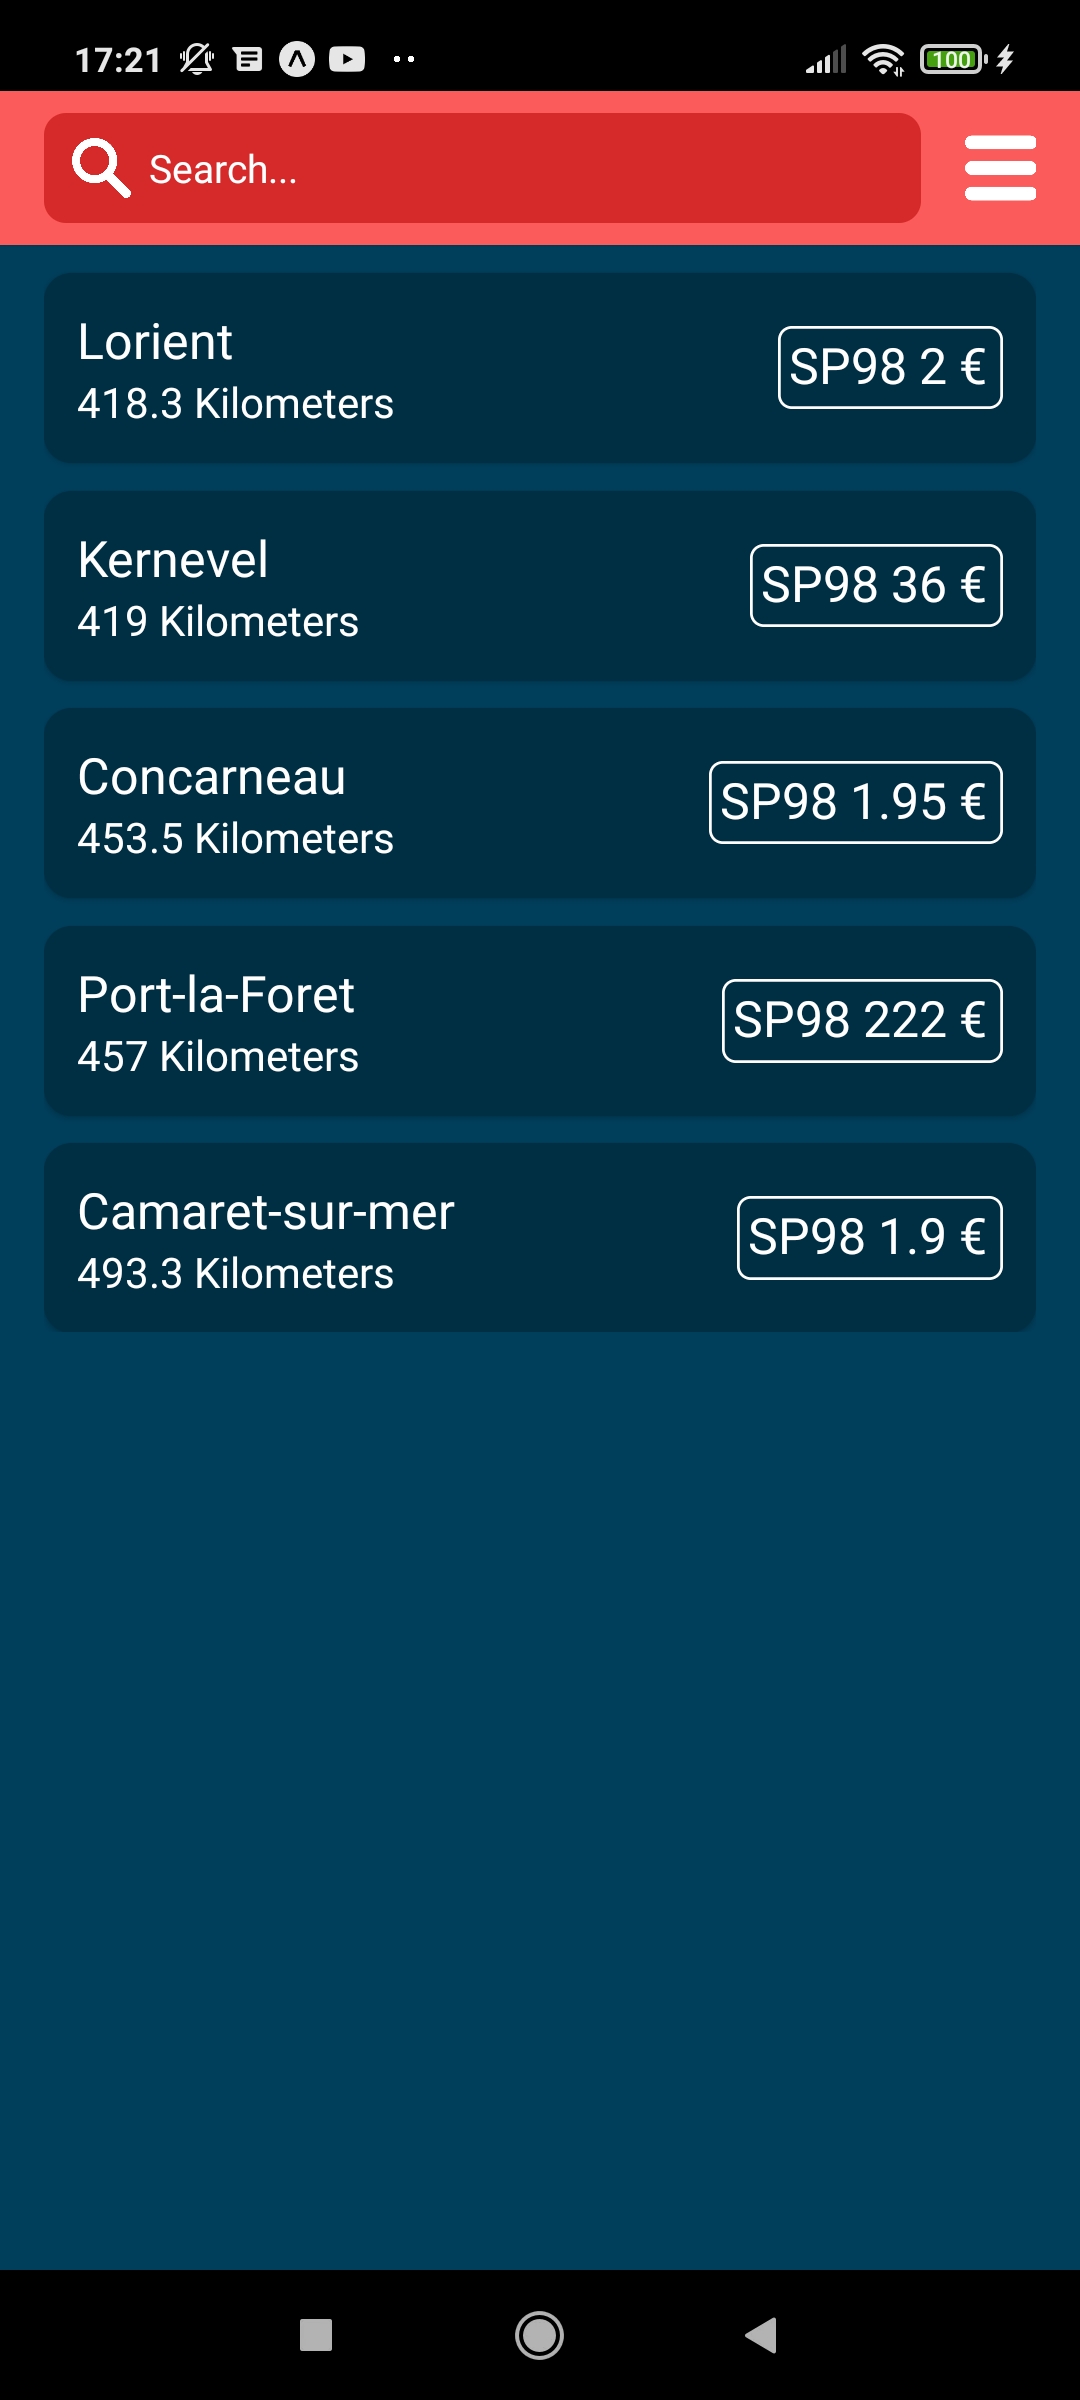 17:21
100
Search...
Lorient
418.3 Kilometers
SP98 2 €
Kernevel
419 Kilometers
SP98 36 €
Concarneau
453.5 Kilometers
SP98 1.95 €
Port-la-Foret
457 Kilometers
SP98 222 €
Camaret-sur-mer
493.3 Kilometers
SP98 1.9 €